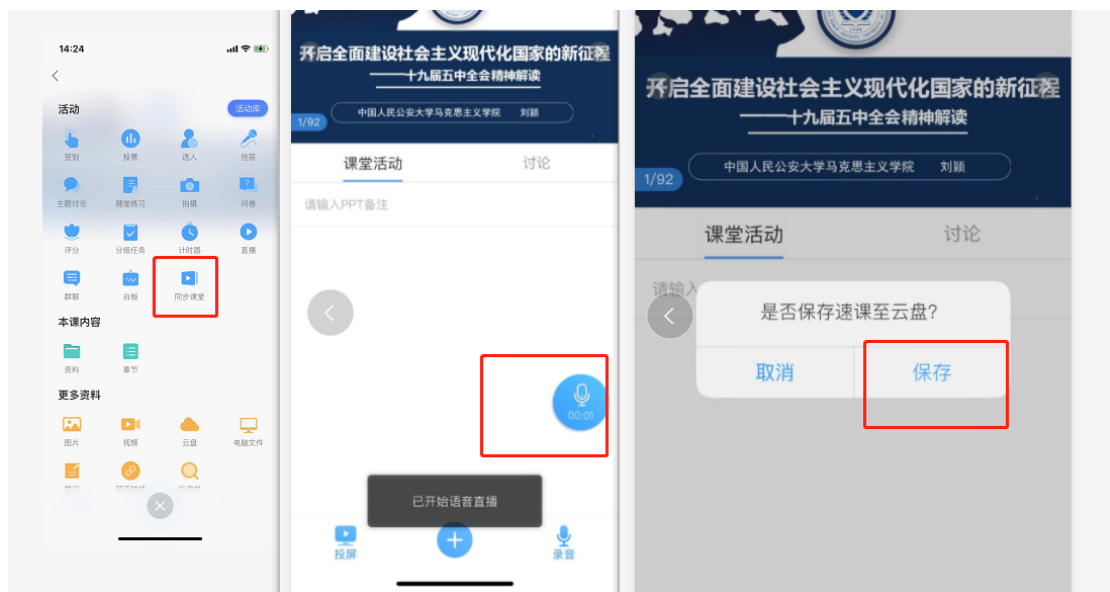 14:24
活动
活动库
签到
投票
选人
抢答
主题讨论
随堂练习
拍摄
问卷
评分
分组任务
计时器
直播
群聊
白板
同步课堂
本课内容
资料
章节
更多资料
图片
视频
云盘
电脑文件
开启全面建设社会主义现代化国家的新征程
——十九届五中全会精神解读
中国人民公安大学马克思主义学院 刘颖
1/92
课堂活动
讨论
请输入PPT备注
00:01
已开始语音直播
投屏
录音
开启全面建设社会主义现代化国家的新征程
——十九届五中全会精神解读
中国人民公安大学马克思主义学院 刘颖
1/92
课堂活动
讨论
请输入
是否保存速课至云盘?
取消
保存